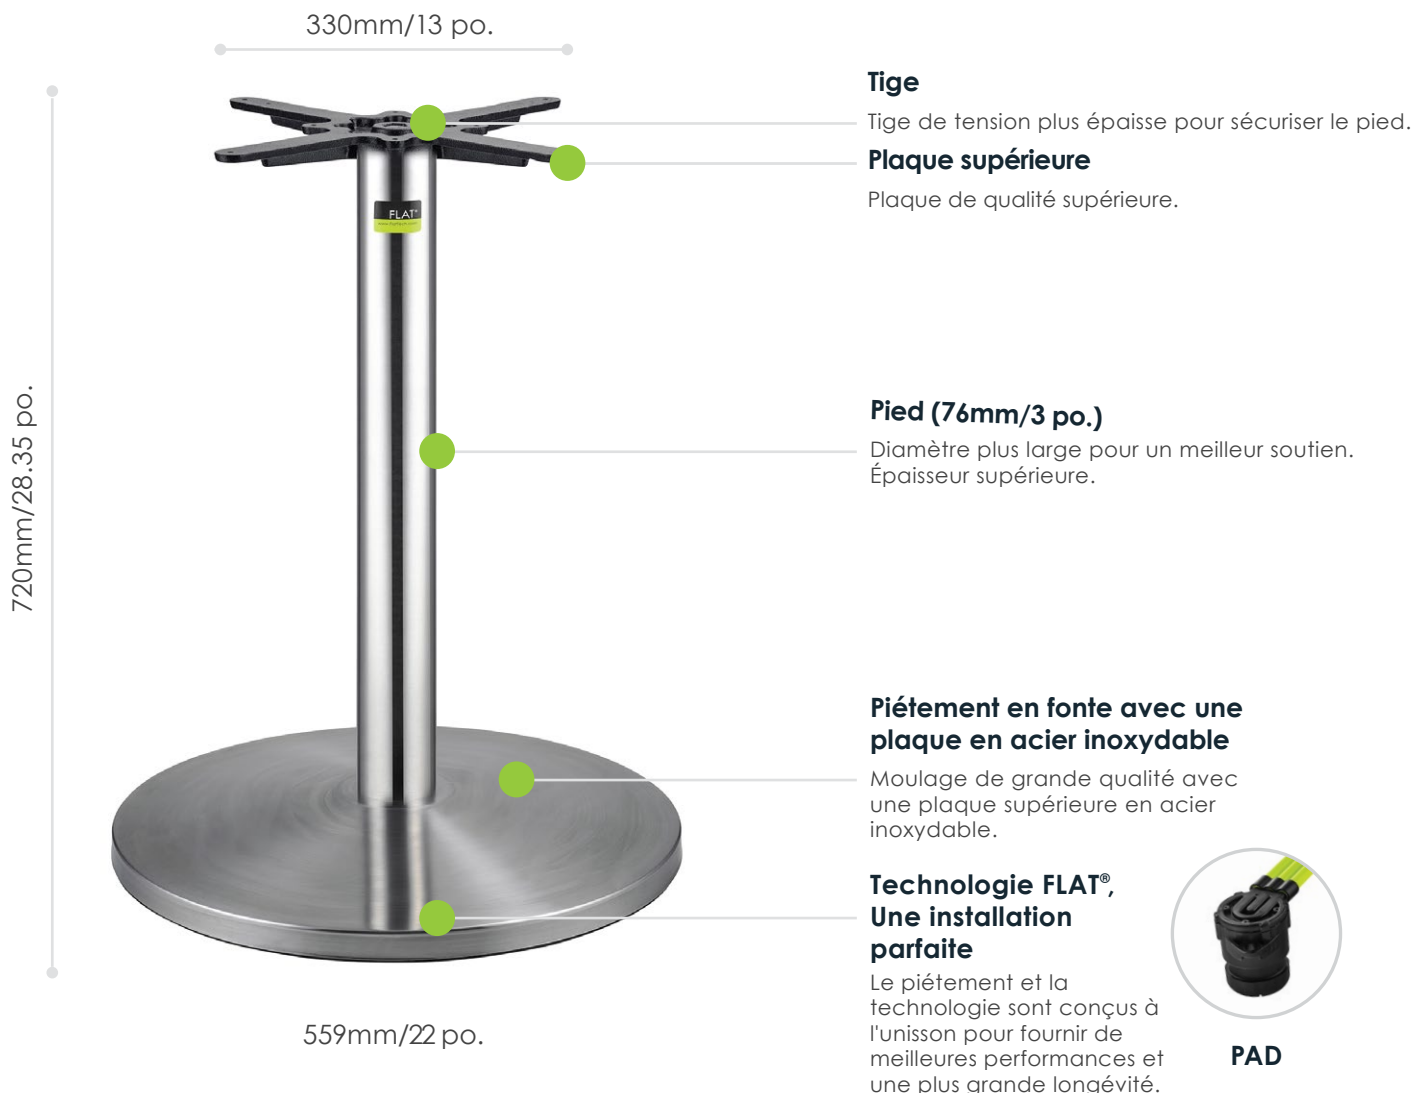 330mm/13 po.
Tige
Tige de tension plus épaisse pour sécuriser le pied.
Plaque supérieure
Plaque de qualité supérieure.
FLAT®
720mm/28.35 po.
Pied (76mm/3 po.)
Diamètre plus large pour un meilleur soutien.
Épaisseur supérieure.
Piétement en fonte avec une
plaque en acier inoxydable
Moulage de grande qualité avec
une plaque supérieure en acier
inoxydable.
Technologie FLAT®,
Une installation
parfaite
Le piétement et la
technologie sont conçus à
l'unisson pour fournir de
meilleures performances et
une plus grande longévité.
PAD
559mm/22 po.